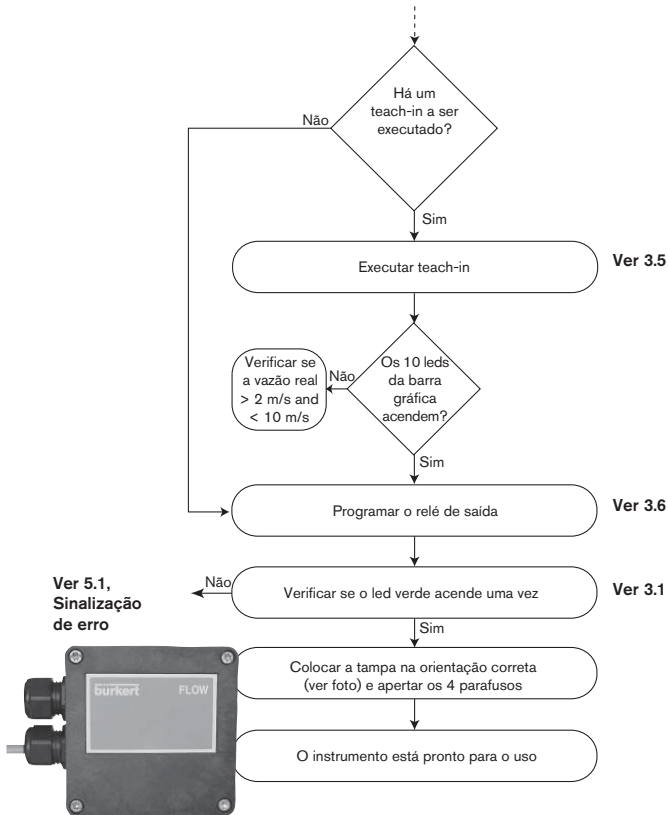 Há um
teach-in a ser
executado?
Não
Sim
Executar teach-in
Ver 3.5
Os 10 leds
da barra
gráfica
acendem?
Não
Verificar se
a vazão real
> 2 m/s and
< 10 m/s
Sim
Programar o relé de saída
Ver 3.6
Verificar se o led verde acende uma vez
Ver 3.1
Não
Ver 5.1,
Sinalização
de erro
Sim
Colocar a tampa na orientação correta
(ver foto) e apertar os 4 parafusos
burkert
FLOW
O instrumento está pronto para o uso